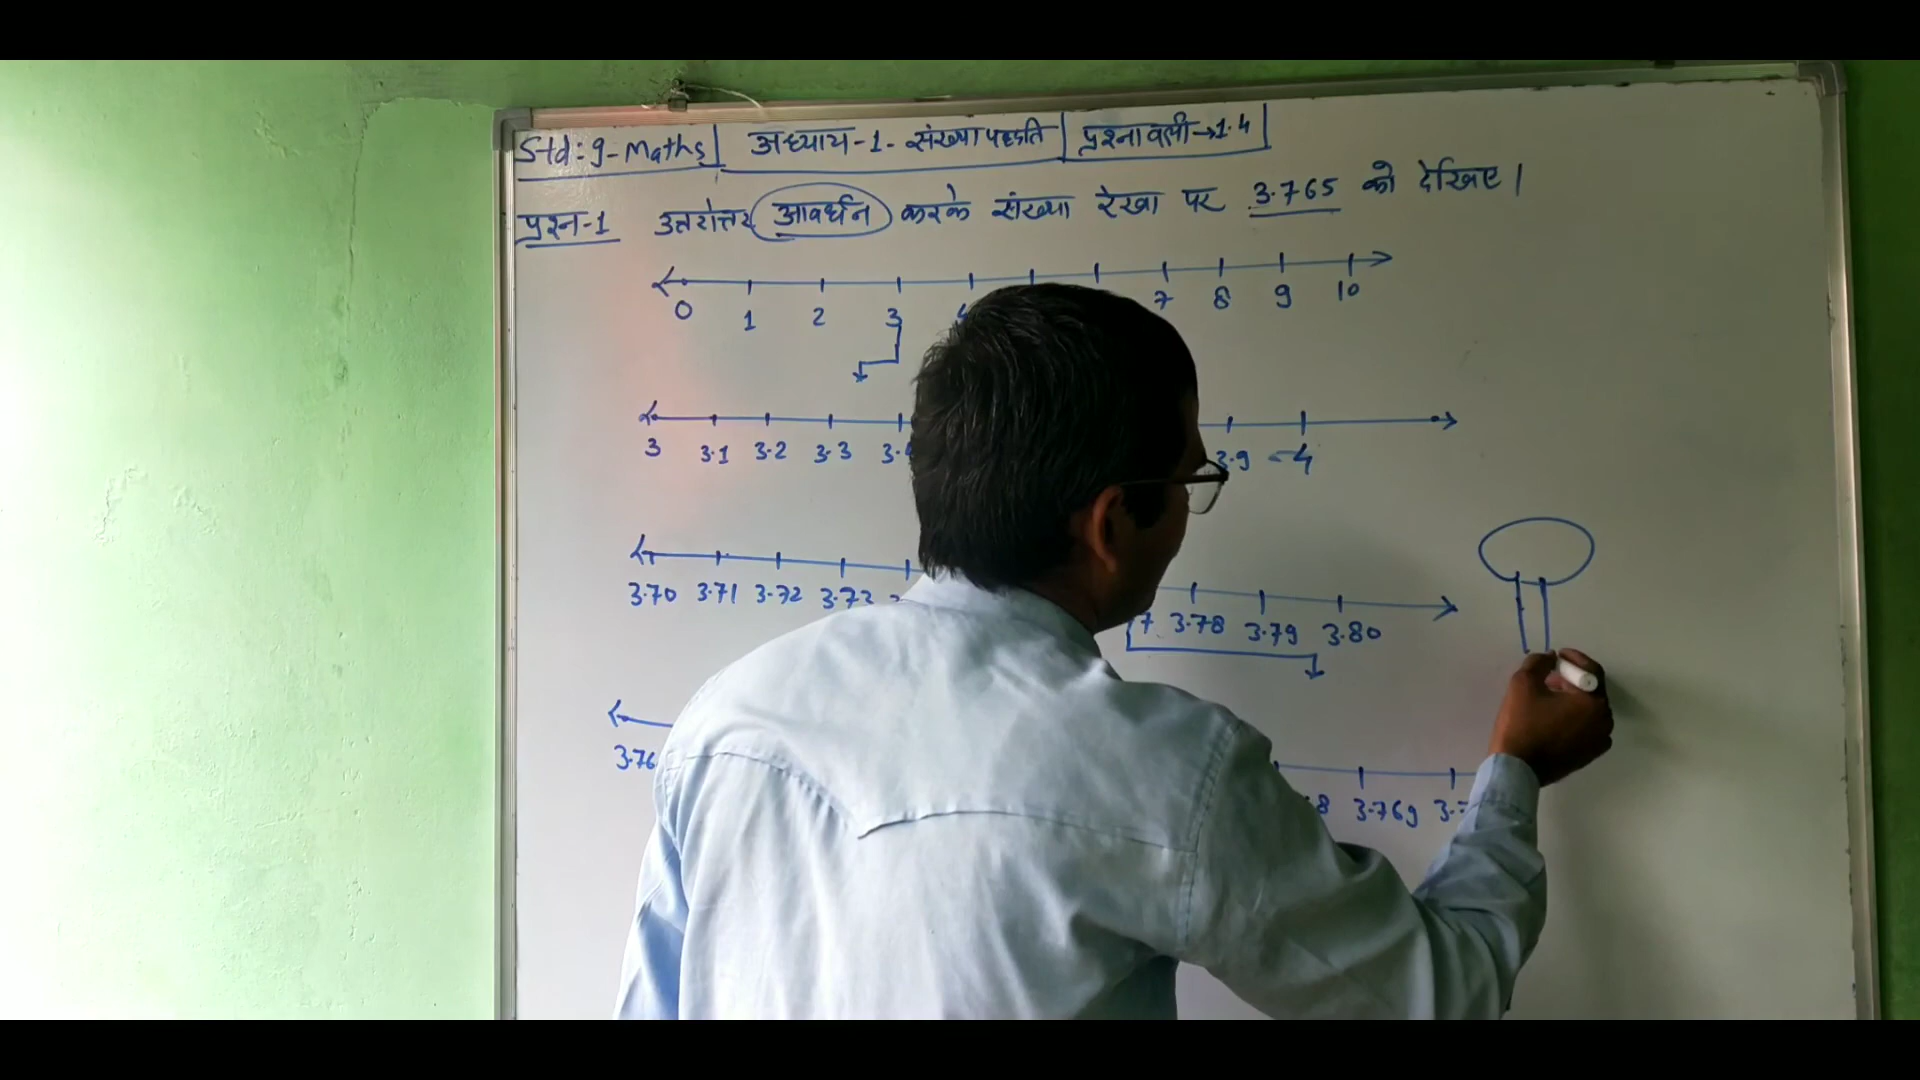 Std: 9 - Maths | अध्याय - 1 - संख्या पद्धति | प्रश्नावली → 1.4
प्रश्न-1 उत्तरोत्तर आवर्धन करके संख्या रेखा पर 3.765 को देखिए।
0 1 2 3 4 7 8 9 10
3 3.1 3.2 3.3 3.9 4
3.70 3.71 3.72 3.73 3.78 3.79 3.80
3.769